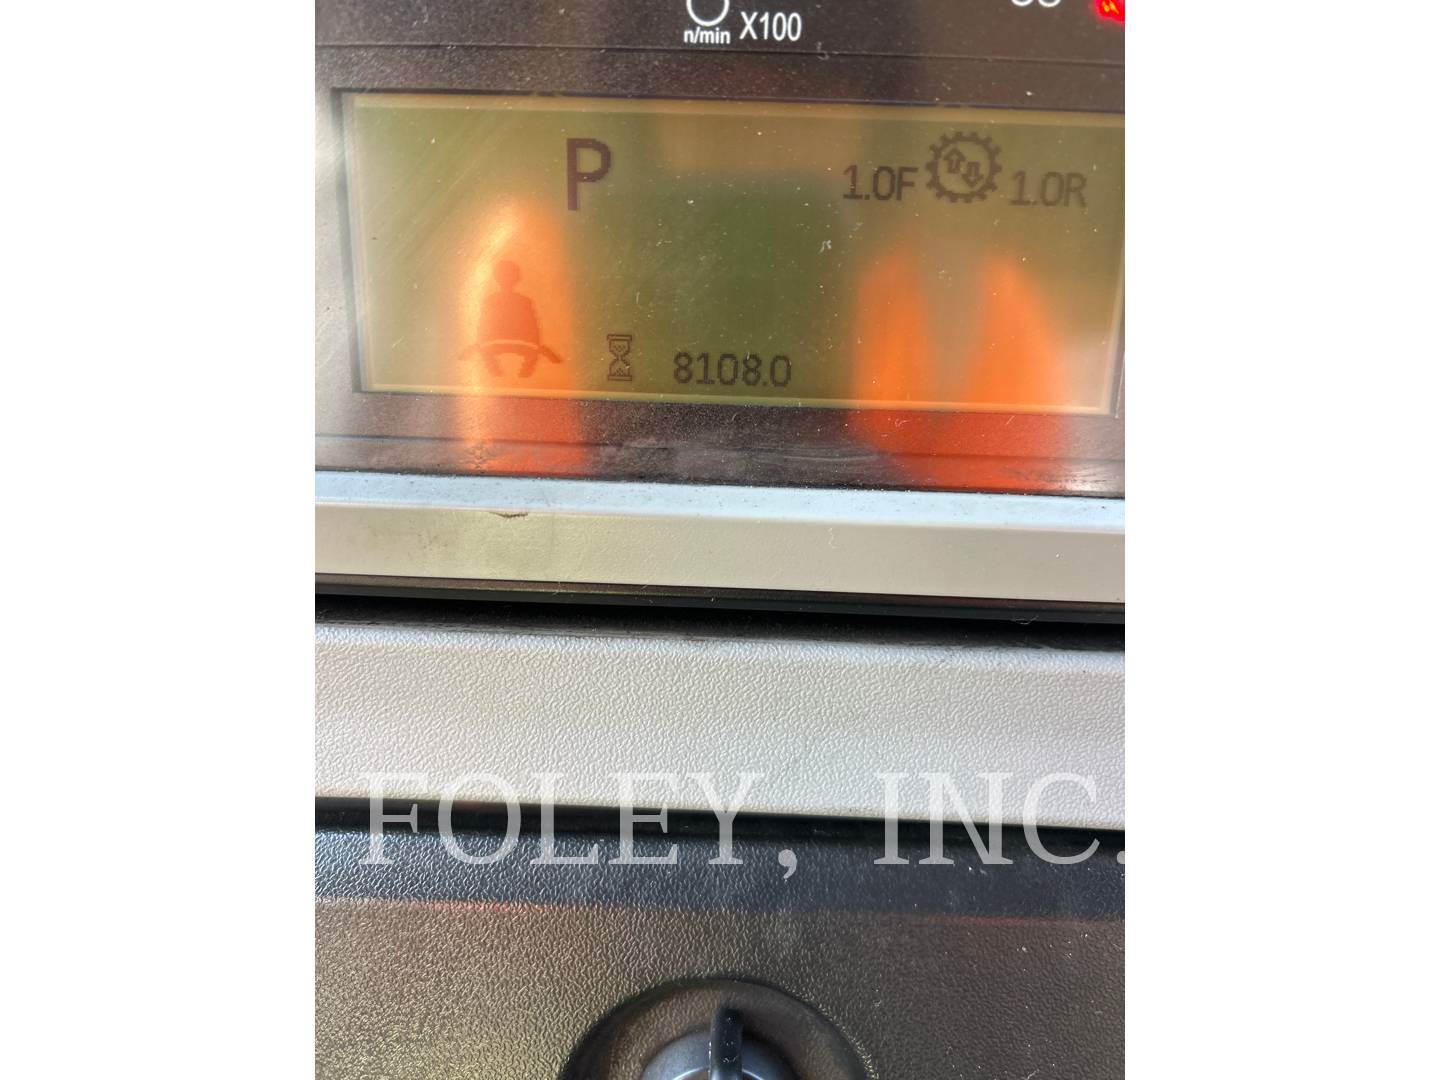 n/min X100
P
1.0F 1.0R
8108.0
FOLEY, INC.